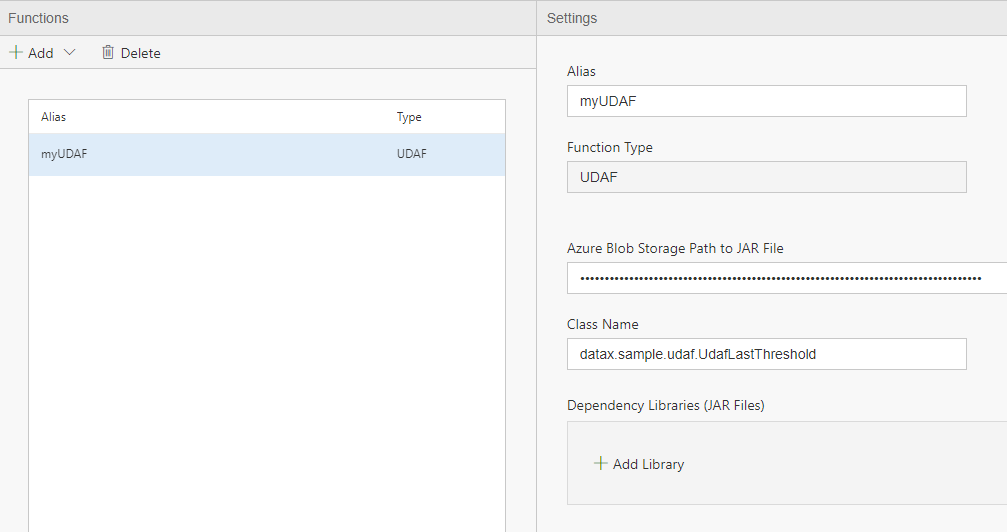 Functions
Add
Delete
Alias Type
myUDAF UDAF
Settings
Alias
myUDAF
Function Type
UDAF
Azure Blob Storage Path to JAR File
••••••••••••••••••••••••••••••••••••••••••••••••••••••••••••••••••••••••••••••••••
Class Name
datax.sample.udaf.UdafLastThreshold
Dependency Libraries (JAR Files)
Add Library